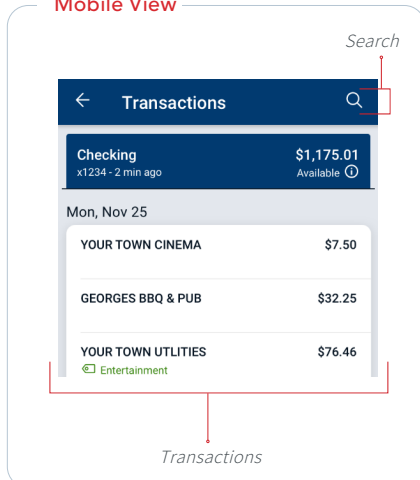 Mobile View
Search
Transactions
Checking $1,175.01
x1234 - 2 min ago Available
Mon, Nov 25
YOUR TOWN CINEMA $7.50
GEORGES BBQ & PUB $32.25
YOUR TOWN UTLITIES $76.46
Entertainment
Transactions